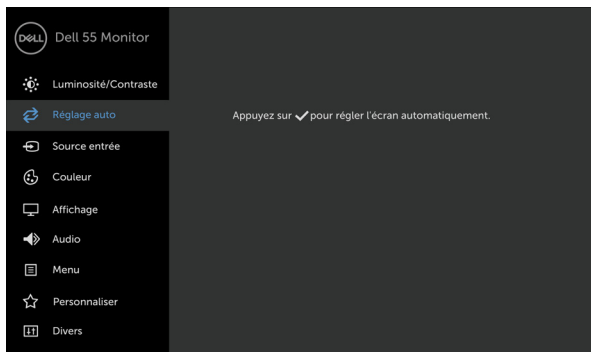 DELL
Dell 55 Monitor
Luminosité/Contraste
Réglage auto
Appuyez sur ✓ pour régler l'écran automatiquement.
Source entrée
Couleur
Affichage
Audio
Menu
Personnaliser
Divers